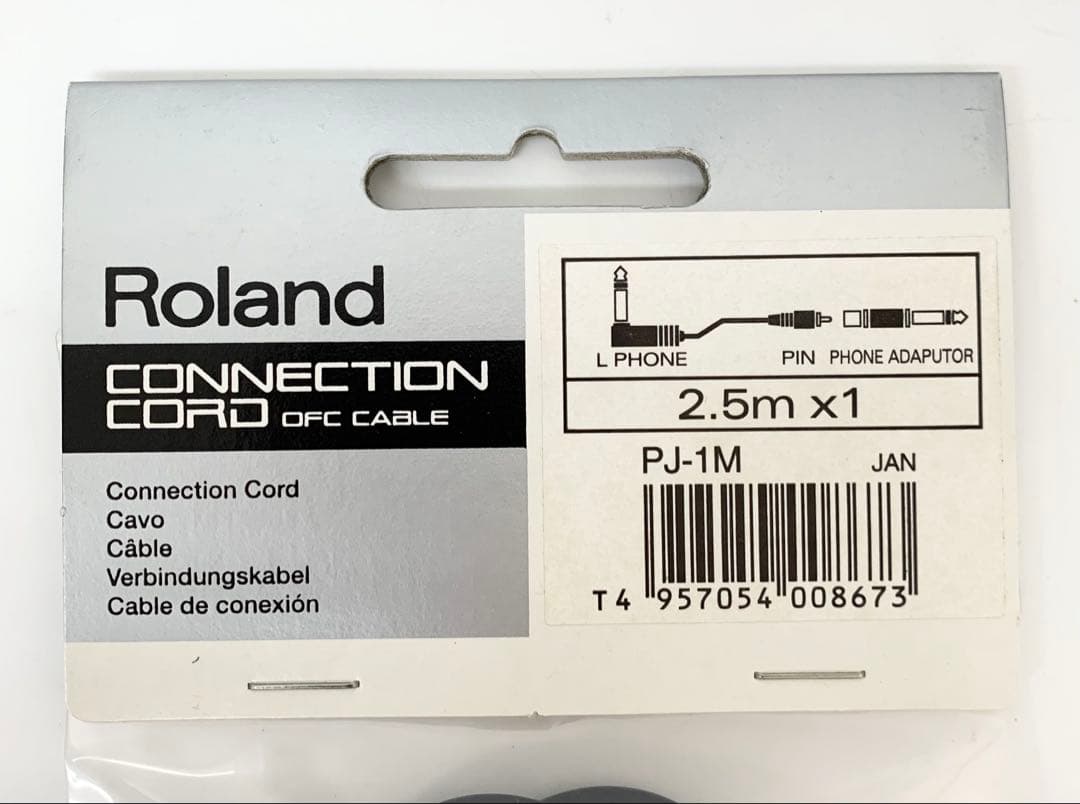 Roland
CONNECTION
CORD OFC CABLE
Connection Cord
Cavo
Câble
Verbindungskabel
Cable de conexión
L PHONE PIN PHONE ADAPUTOR
2.5m x1
PJ-1M JAN
T4 957054 008673